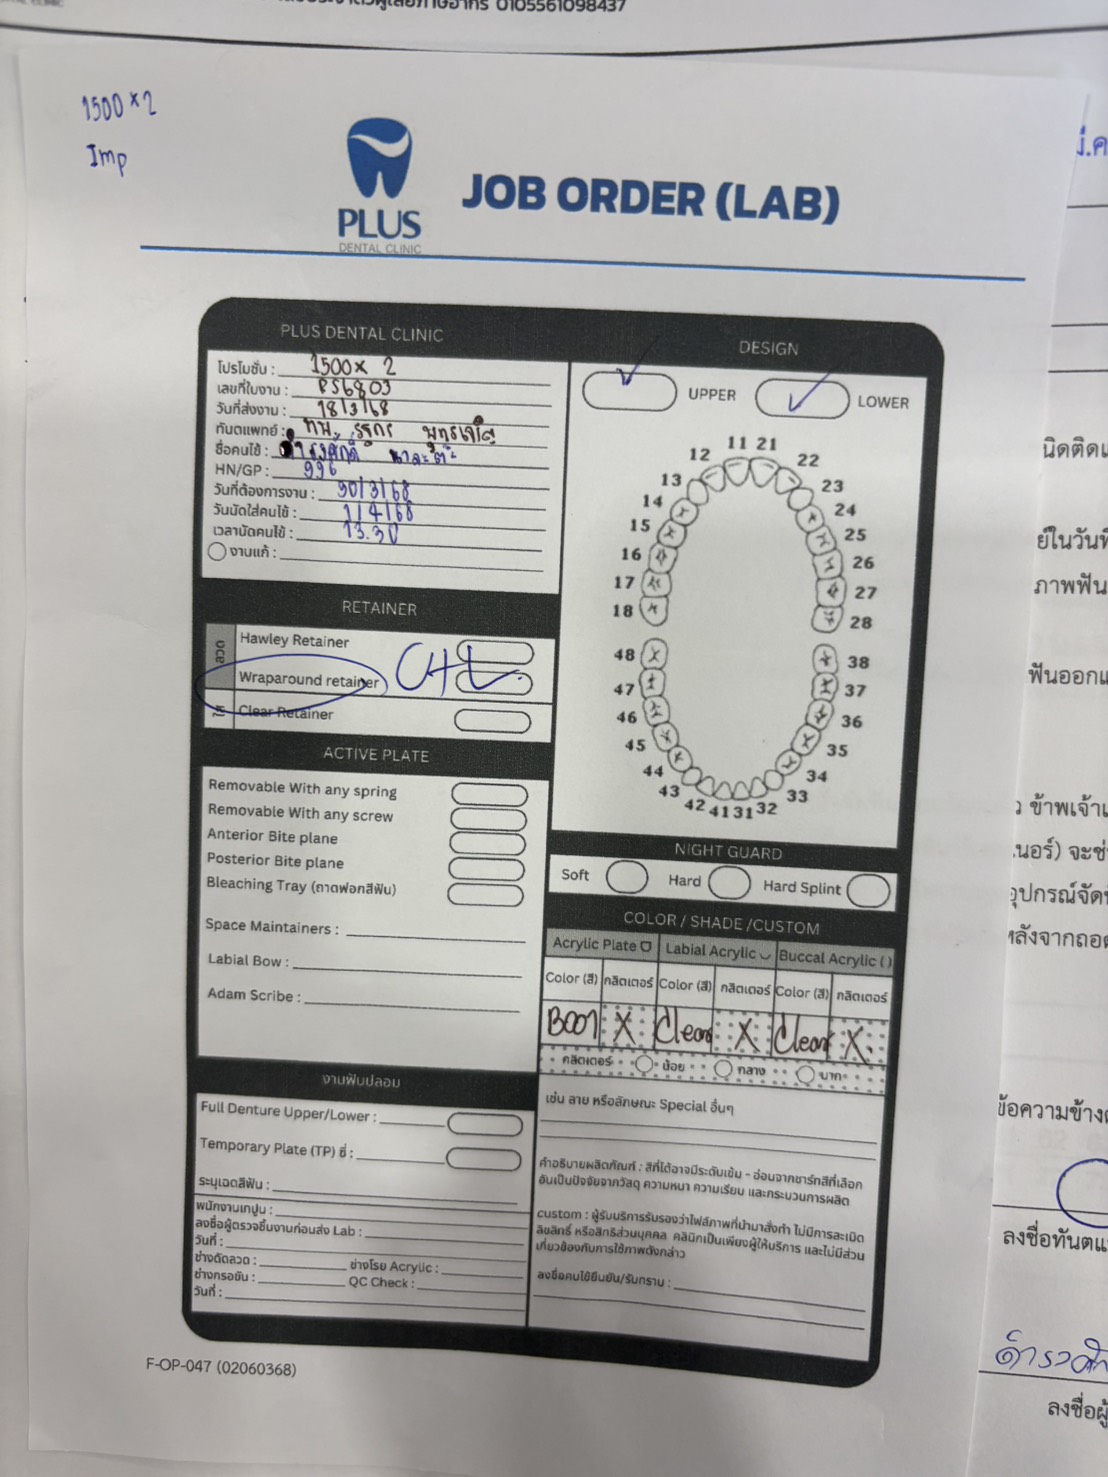 0105561098437
1500 x 2
Imp
PLUS
DENTAL CLINIC
JOB ORDER (LAB)
PLUS DENTAL CLINIC
โปรโมชั่น : 1500 x 2
เลขที่ใบงาน : PS6803
วันที่ส่งงาน : 18/3/68
ทันตแพทย์ : ทพ.
ชื่อคนไข้ :
HN/GP : 996
วันที่ต้องการงาน : 30/3/68
วันนัดใส่คนไข้ : 1/4/68
เวลานัดคนไข้ : 13.30
งานแก้ :
DESIGN
UPPER
LOWER
11 21
12 22
13 23
14 24
15 25
16 26
17 27
18 28
48 38
47 37
46 36
45 35
44 34
43 33
42 41 31 32
RETAINER
ลวด
Hawley Retainer
Wraparound retainer
ใส
Clear Retainer
ACTIVE PLATE
Removable With any spring
Removable With any screw
Anterior Bite plane
Posterior Bite plane
Bleaching Tray (ถาดฟอกสีฟัน)
Space Maintainers :
Labial Bow :
Adam Scribe :
NIGHT GUARD
Soft
Hard
Hard Splint
COLOR / SHADE /CUSTOM
Acrylic Plate
Labial Acrylic
Buccal Acrylic ( )
Color (สี) กลิตเตอร์ Color (สี) กลิตเตอร์ Color (สี) กลิตเตอร์
X Clear X Clear X
กลิตเตอร์ น้อย กลาง มาก
เช่น ลาย หรือลักษณะ Special อื่นๆ
คำอธิบายผลิตภัณฑ์ : สีที่ได้อาจมีระดับเข้ม - อ่อนจากชาร์ทสีที่เลือก
อันเป็นปัจจัยจากวัสดุ ความหนา ความเรียบ และกระบวนการผลิต
custom : ผู้รับบริการรับรองว่าไฟล์ภาพที่นำมาสั่งทำ ไม่มีการละเมิด
ลิขสิทธิ์ หรือสิทธิส่วนบุคคล คลินิกเป็นเพียงผู้ให้บริการ และไม่มีส่วน
เกี่ยวข้องกับการใช้ภาพดังกล่าว
ลงชื่อคนไข้ยืนยัน/รับทราบ :
งานฟันปลอม
Full Denture Upper/Lower :
Temporary Plate (TP) ซี่ :
ระบุเฉดสีฟัน :
พนักงานเทปูน :
ลงชื่อผู้ตรวจชิ้นงานก่อนส่ง Lab :
วันที่ :
ช่างดัดลวด : ช่างโรย Acrylic :
ช่างกรอขัด : QC Check :
วันที่ :
F-OP-047 (02060368)
ย์ในวันที่
ภาพฟัน
ข้าพเจ้า
จะช่
อุปกรณ์จัด
หลังจากถอด
ข้อความข้าง
ลงชื่อทันตแ
ลงชื่อผู้